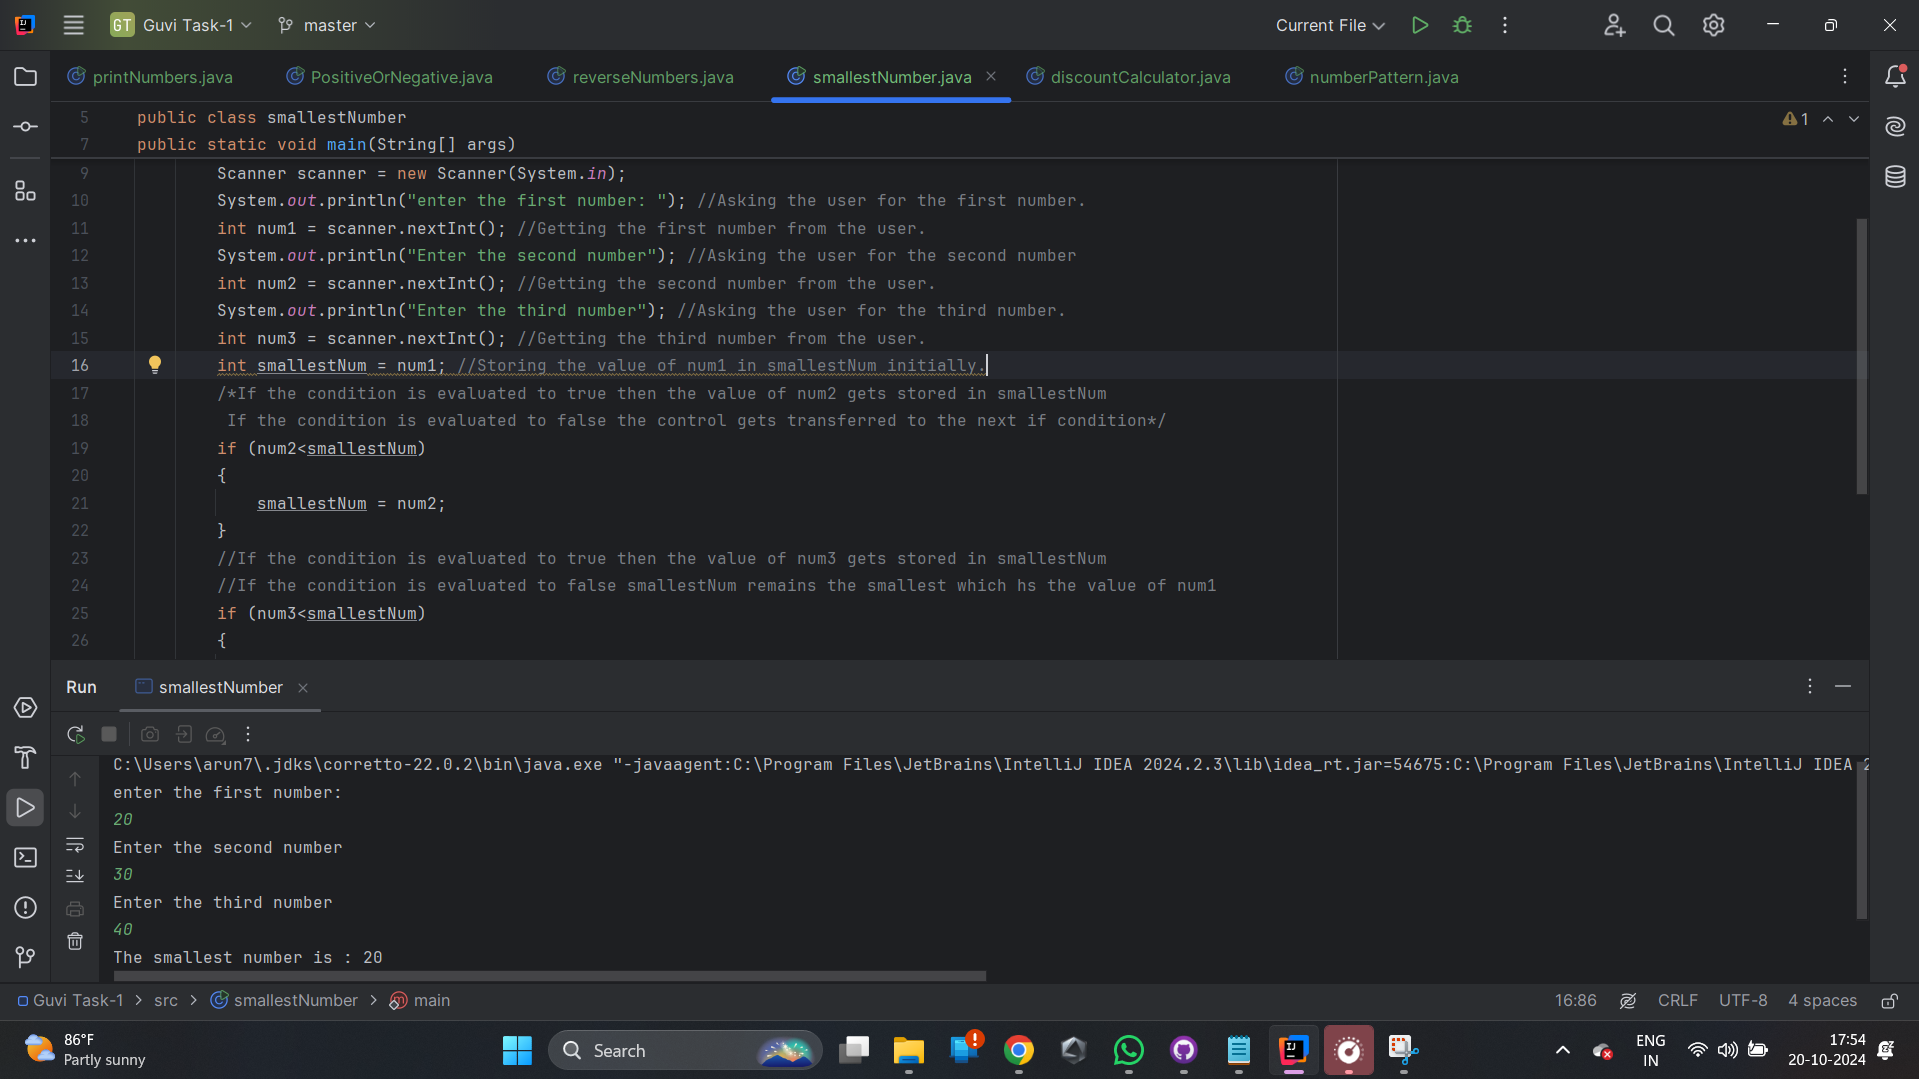 GT Guvi Task-1 master Current File
printNumbers.java PositiveOrNegative.java reverseNumbers.java smallestNumber.java discountCalculator.java numberPattern.java
5 public class smallestNumber 1
7 public static void main(String[] args)
9 Scanner scanner = new Scanner(System.in);
10 System.out.println("enter the first number: "); //Asking the user for the first number.
11 int num1 = scanner.nextInt(); //Getting the first number from the user.
12 System.out.println("Enter the second number"); //Asking the user for the second number
13 int num2 = scanner.nextInt(); //Getting the second number from the user.
14 System.out.println("Enter the third number"); //Asking the user for the third number.
15 int num3 = scanner.nextInt(); //Getting the third number from the user.
16 int smallestNum = num1; //Storing the value of num1 in smallestNum initially.
17 /*If the condition is evaluated to true then the value of num2 gets stored in smallestNum
18 If the condition is evaluated to false the control gets transferred to the next if condition*/
19 if (num2<smallestNum)
20 {
21 smallestNum = num2;
22 }
23 //If the condition is evaluated to true then the value of num3 gets stored in smallestNum
24 //If the condition is evaluated to false smallestNum remains the smallest which hs the value of num1
25 if (num3<smallestNum)
26 {
Run smallestNumber
C:\Users\arun7\.jdks\corretto-22.0.2\bin\java.exe "-javaagent:C:\Program Files\JetBrains\IntelliJ IDEA 2024.2.3\lib\idea_rt.jar=54675:C:\Program Files\JetBrains\IntelliJ IDEA 2
enter the first number:
20
Enter the second number
30
Enter the third number
40
The smallest number is : 20
Guvi Task-1 > src > smallestNumber > main 16:86 CRLF UTF-8 4 spaces
86°F
Partly sunny
Search
ENG
IN
17:54
20-10-2024